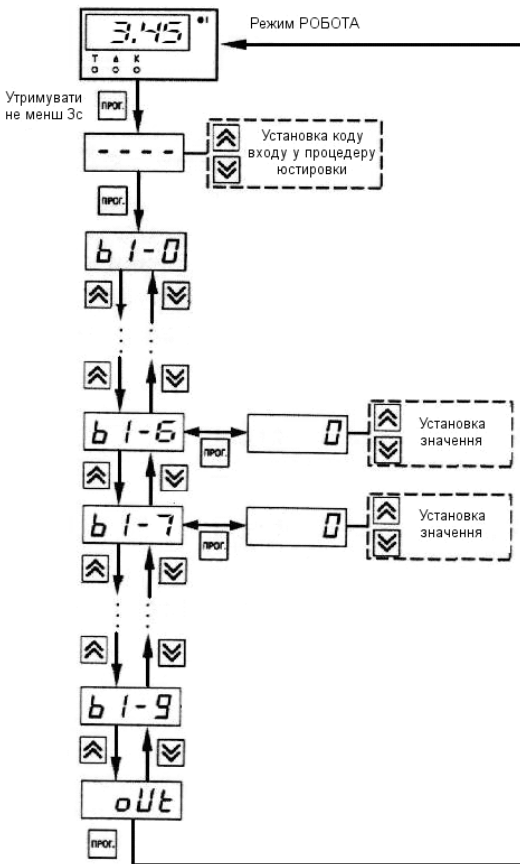 3.45
Режим РОБОТА
Т Δ К
Утримувати
не менш 3с
ПРОГ.
- - - -
Установка коду
входу у процедеру
юстировки
ПРОГ.
b1-0
b1-6
ПРОГ.
0
Установка
значення
b1-7
ПРОГ.
0
Установка
значення
b1-9
oUt
ПРОГ.